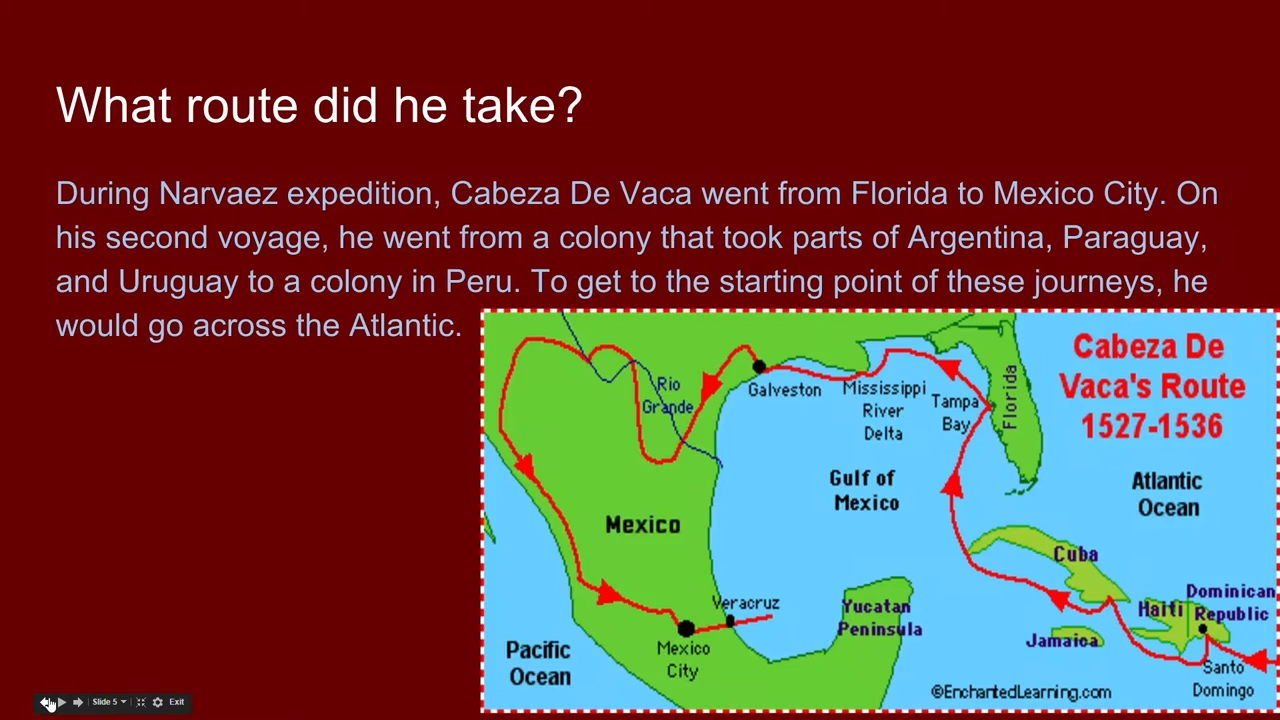 What route did he take?
During Narvaez expedition, Cabeza De Vaca went from Florida to Mexico City. On
his second voyage, he went from a colony that took parts of Argentina, Paraguay,
and Uruguay to a colony in Peru. To get to the starting point of these journeys, he
would go across the Atlantic.
Cabeza De
Vaca's Route
1527-1536
Florida
Rio
Grande
Galveston
Mississippi
River
Delta
Tampa
Bay
Gulf of
Mexico
Atlantic
Ocean
Mexico
Cuba
Veracruz
Yucatan
Peninsula
Haiti
Dominican
Republic
Jamaica
Pacific
Ocean
Mexico
City
Santo
Domingo
©EnchantedLearning.com
Slide 5
Exit